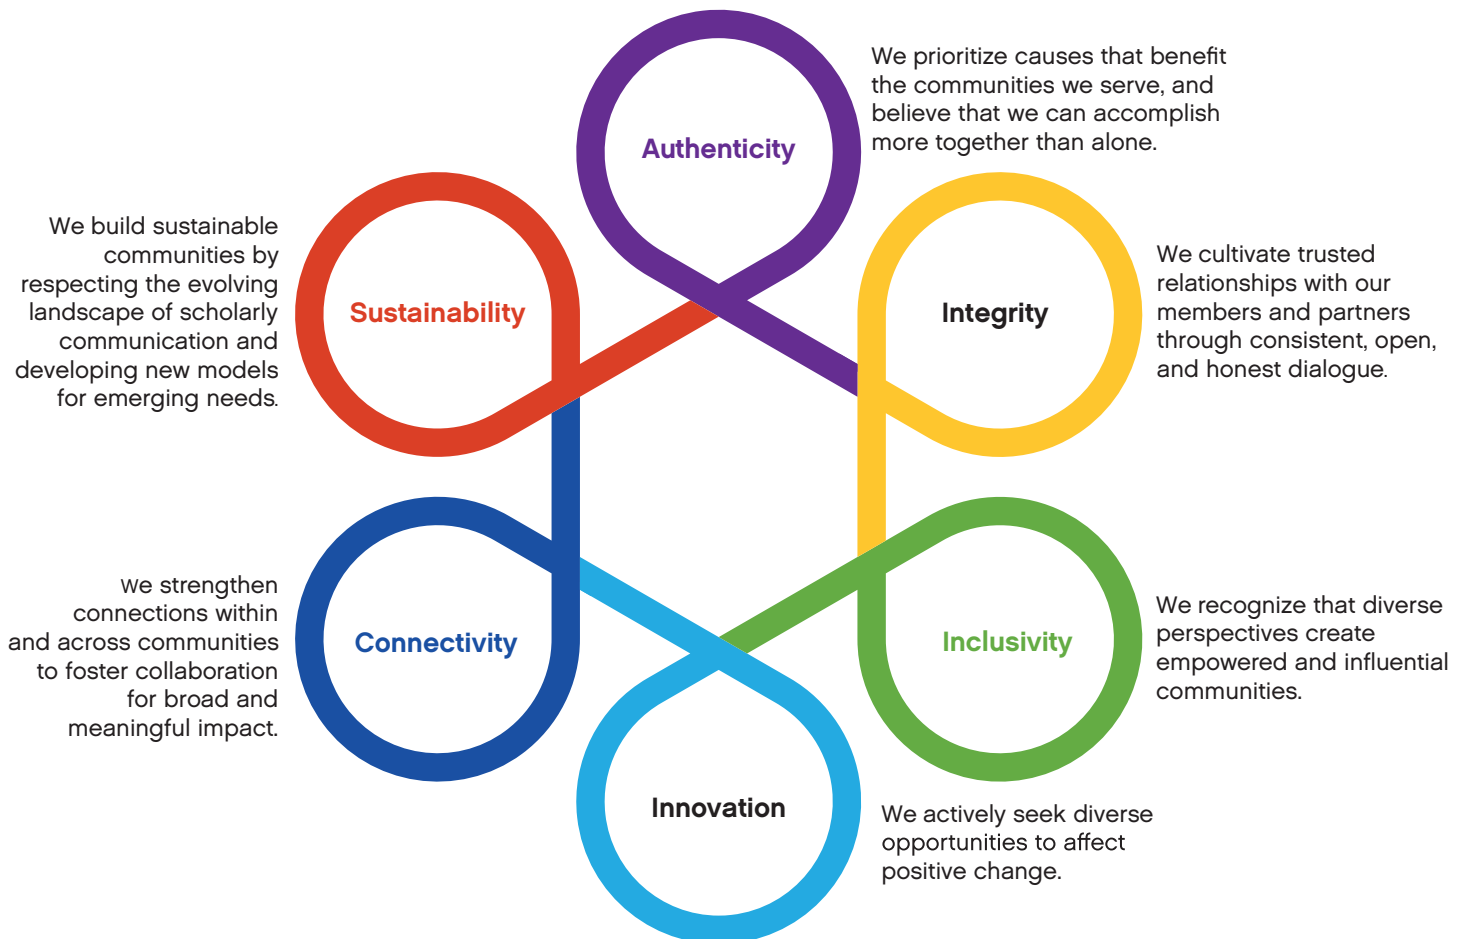 Authenticity
We prioritize causes that benefit
the communities we serve, and
believe that we can accomplish
more together than alone.
Sustainability
We build sustainable
communities by
respecting the evolving
landscape of scholarly
communication and
developing new models
for emerging needs.
Integrity
We cultivate trusted
relationships with our
members and partners
through consistent, open,
and honest dialogue.
Connectivity
We strengthen
connections within
and across communities
to foster collaboration
for broad and
meaningful impact.
Inclusivity
We recognize that diverse
perspectives create
empowered and influential
communities.
Innovation
We actively seek diverse
opportunities to affect
positive change.